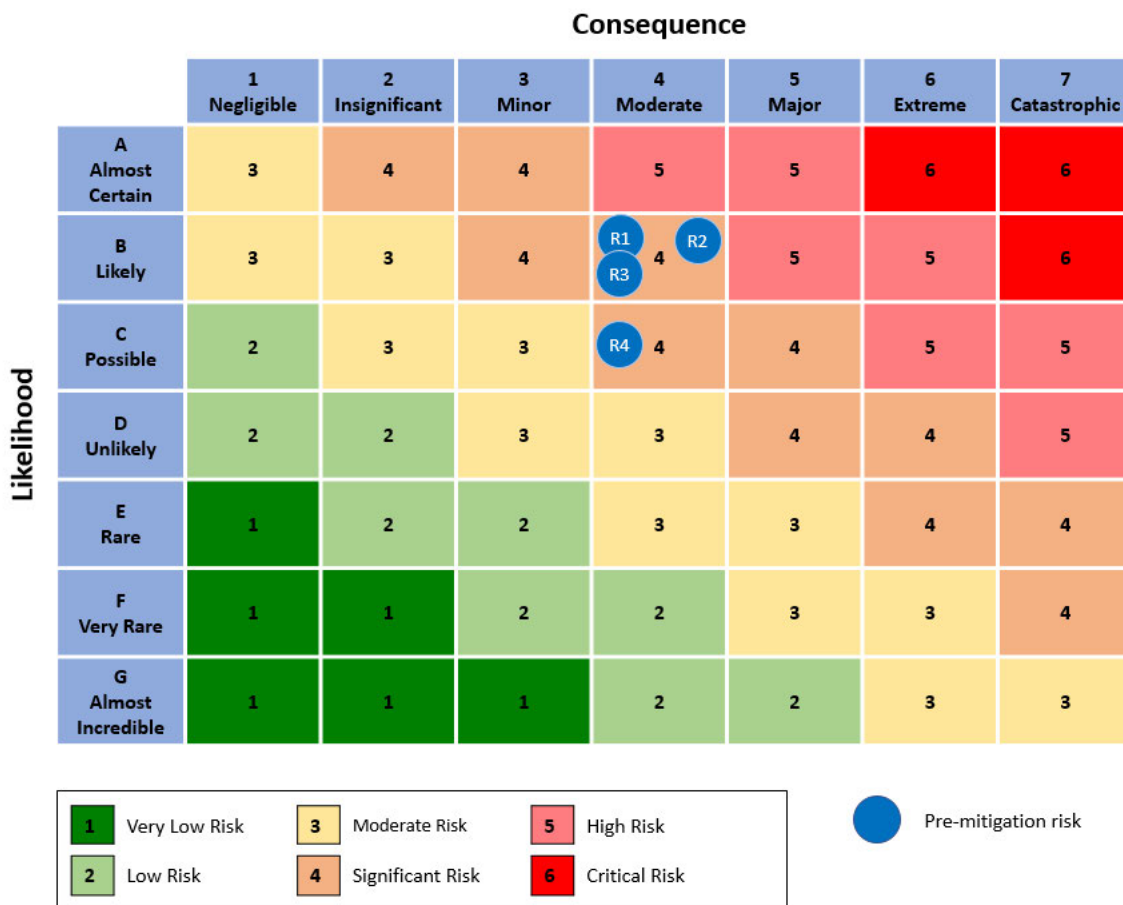 Consequence
1 2 3 4 5 6 7
Negligible Insignificant Minor Moderate Major Extreme Catastrophic
Likelihood
A
Almost
Certain
3 4 4 5 5 6 6
B
Likely
3 3 4 R1 R2 R3 4 5 5 6
C
Possible
2 3 3 R4 4 4 5 5
D
Unlikely
2 2 3 3 4 4 5
E
Rare
1 2 2 3 3 4 4
F
Very Rare
1 1 2 2 3 3 4
G
Almost
Incredible
1 1 1 2 2 3 3
1 Very Low Risk 3 Moderate Risk 5 High Risk Pre-mitigation risk
2 Low Risk 4 Significant Risk 6 Critical Risk